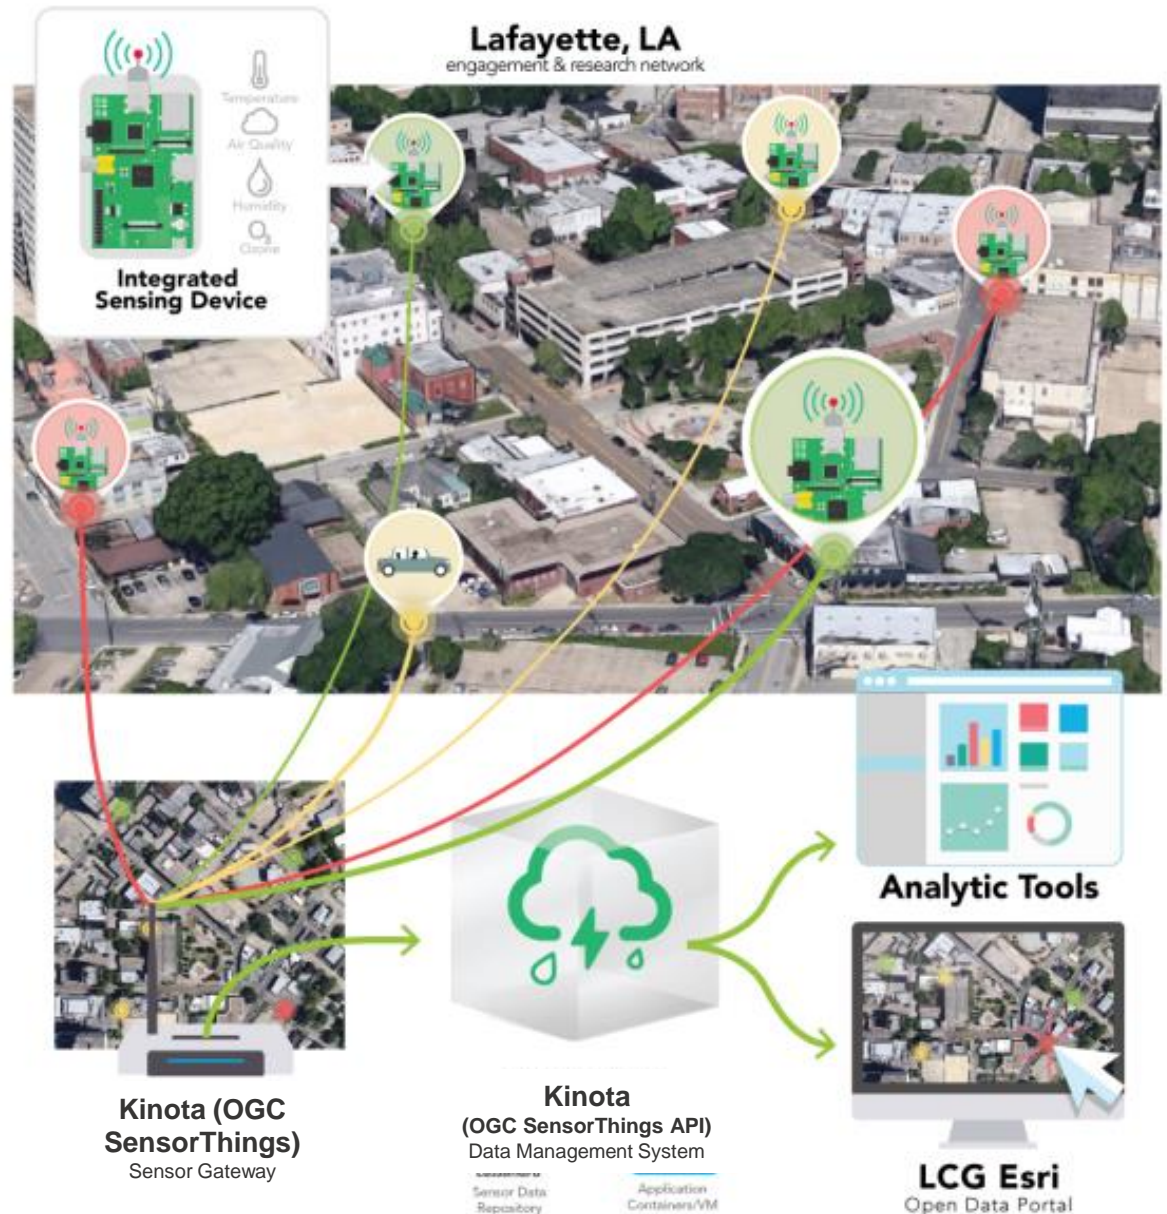 Lafayette, LA
engagement & research network
Temperature
Air Quality
Humidity
O3
Ozone
Integrated
Sensing Device
Analytic Tools
Kinota (OGC
SensorThings)
Sensor Gateway
Kinota
(OGC SensorThings API)
Data Management System
Sensor Data
Repository
Application
Containers/VM
LCG Esri
Open Data Portal